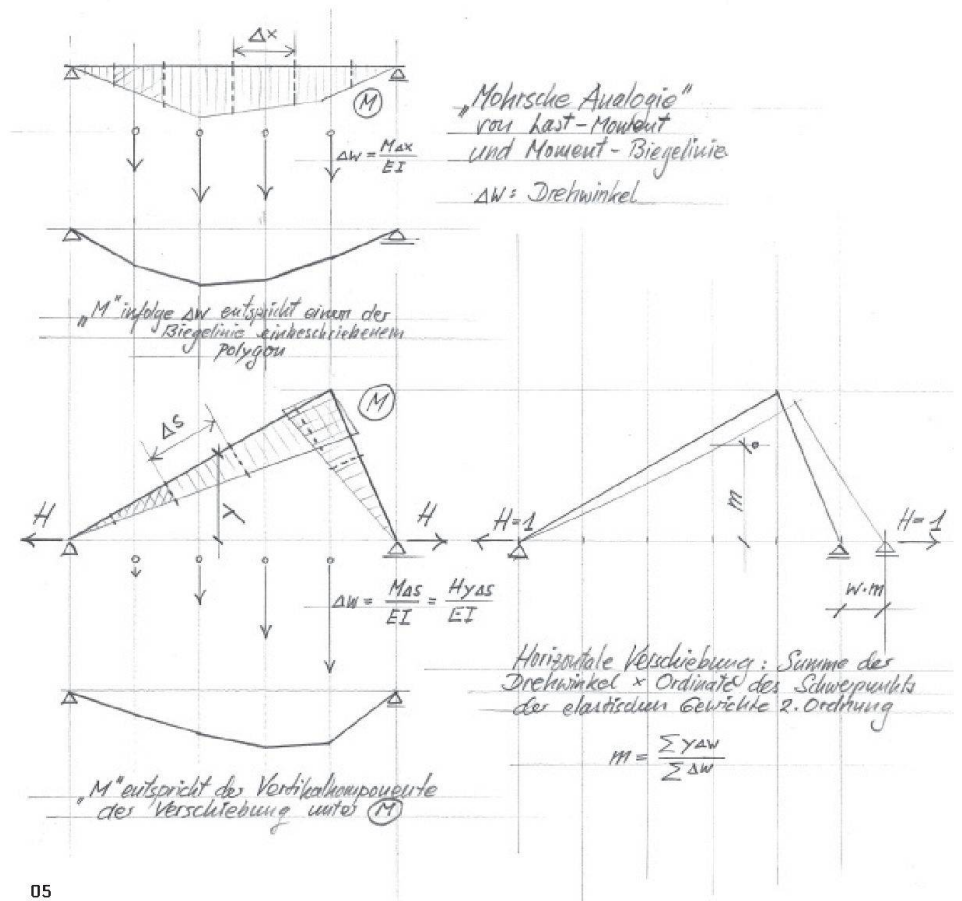 Δx
M
ΔW = MΔx / EI
„Mohrsche Analogie"
von Last-Moment
und Moment-Biegelinie
ΔW: Drehwinkel
„M" infolge ΔW entspricht einem der
Biegelinie einbeschriebenem
Polygon
Δs
M
y
H
H
ΔW = MΔs / EI = HyΔs / EI
„M" entspricht der Vertikalkomponente
der Verschiebung unter M
H=1
m
H=1
W·m
Horizontale Verschiebung: Summe der
Drehwinkel × Ordinate des Schwerpunkts
der elastischen Gewichte 2. Ordnung
m = ΣyΔW / ΣΔW
05